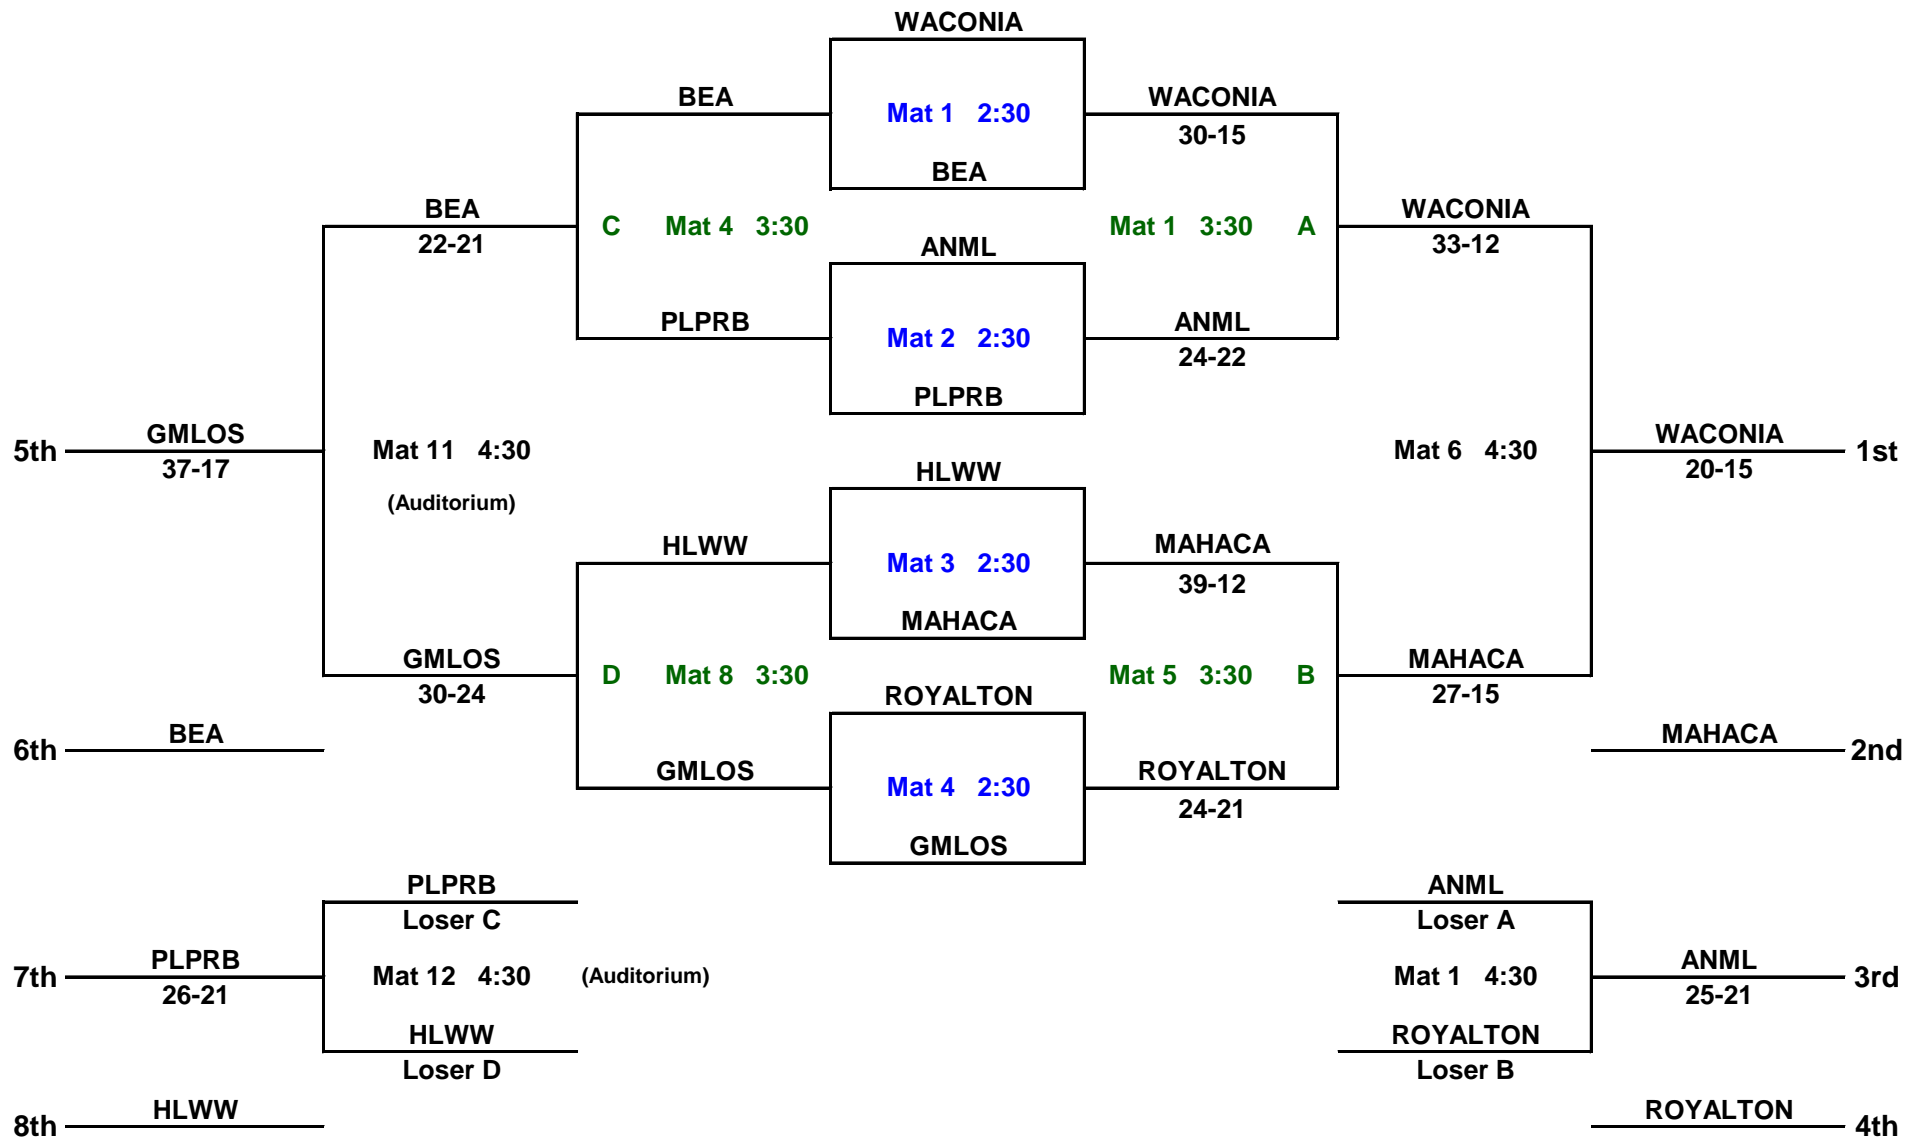 WACONIA
BEA
WACONIA
Mat 1 2:30
30-15
BEA
BEA
WACONIA
C Mat 4 3:30
Mat 1 3:30 A
22-21
33-12
ANML
PLPRB
ANML
Mat 2 2:30
24-22
PLPRB
GMLOS
WACONIA
5th
Mat 11 4:30
Mat 6 4:30
1st
37-17
20-15
HLWW
(Auditorium)
HLWW
MAHACA
Mat 3 2:30
39-12
MAHACA
GMLOS
MAHACA
D Mat 8 3:30
Mat 5 3:30 B
30-24
27-15
ROYALTON
BEA
MAHACA
6th
2nd
GMLOS
ROYALTON
Mat 4 2:30
24-21
GMLOS
PLPRB
ANML
Loser C
Loser A
PLPRB
ANML
7th
Mat 12 4:30 (Auditorium)
Mat 1 4:30
3rd
26-21
25-21
HLWW
ROYALTON
Loser D
Loser B
HLWW
ROYALTON
8th
4th